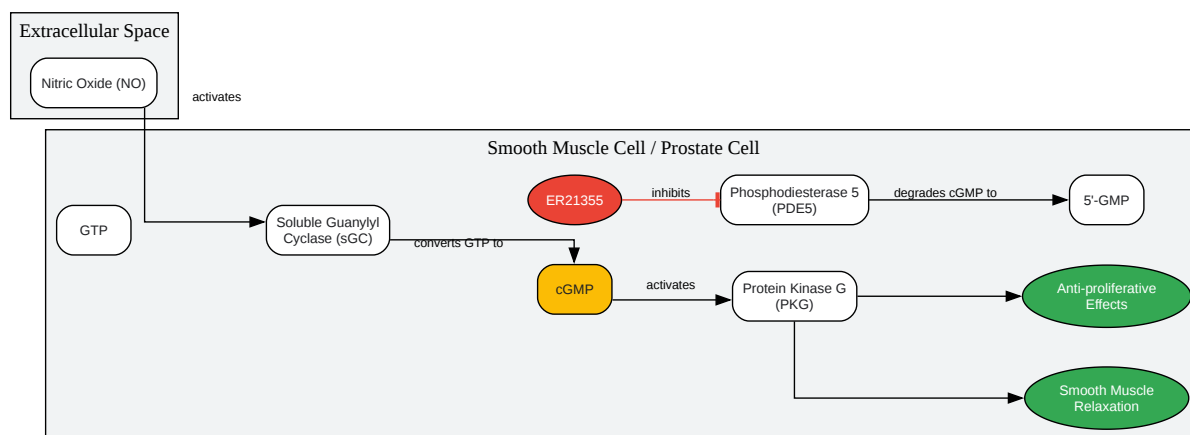 Extracellular Space
Nitric Oxide (NO)
activates
Smooth Muscle Cell / Prostate Cell
ER21355
inhibits
Phosphodiesterase 5
(PDE5)
degrades cGMP to
5'-GMP
GTP
Soluble Guanylyl
Cyclase (sGC)
converts GTP to
cGMP
activates
Protein Kinase G
(PKG)
Anti-proliferative
Effects
Smooth Muscle
Relaxation